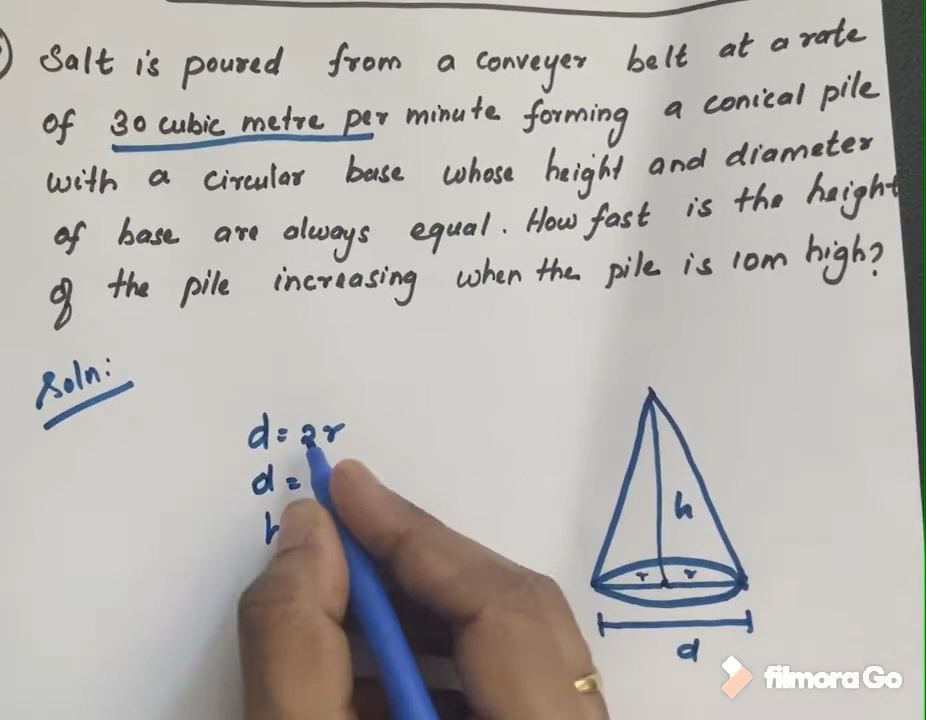 Salt is poured from a conveyer belt at a rate
of 30 cubic metre per minute forming a conical pile
with a circular base whose height and diameter
of base are always equal. How fast is the height
of the pile increasing when the pile is 10m high?
Soln:
d = 2r
d =
h
h
r r
d
filmora Go